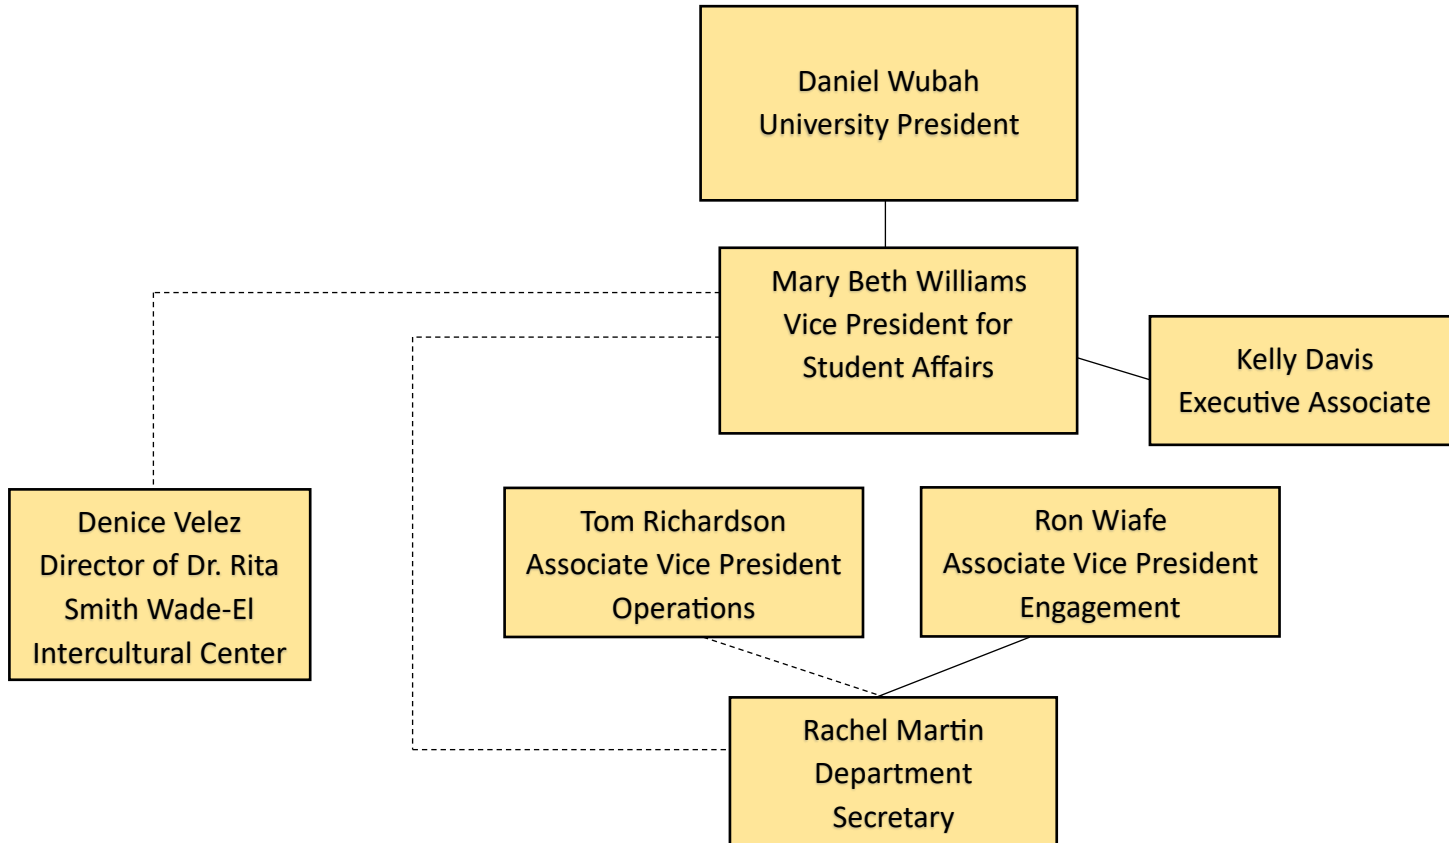 Daniel Wubah
University President
Mary Beth Williams
Vice President for
Student Affairs
Kelly Davis
Executive Associate
Denice Velez
Director of Dr. Rita
Smith Wade-El
Intercultural Center
Tom Richardson
Associate Vice President
Operations
Ron Wiafe
Associate Vice President
Engagement
Rachel Martin
Department
Secretary